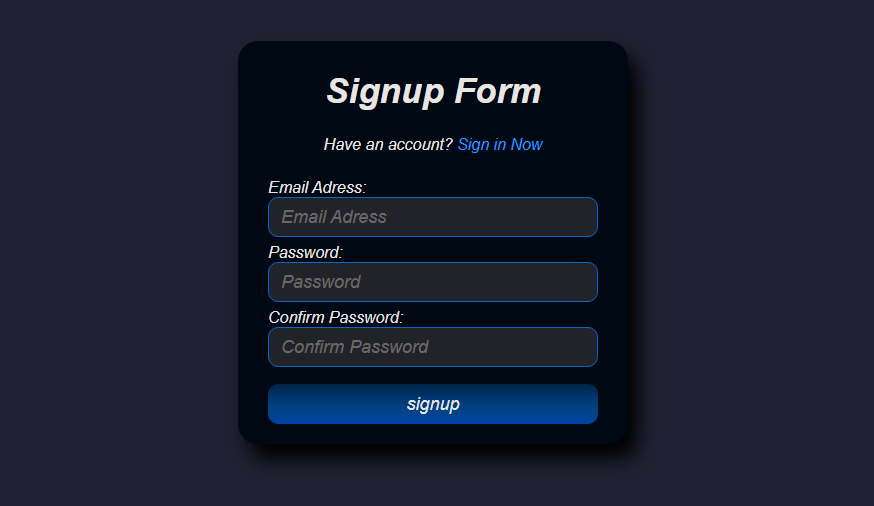 Signup Form
Have an account? Sign in Now
Email Adress:
Email Adress
Password:
Password
Confirm Password:
Confirm Password
signup